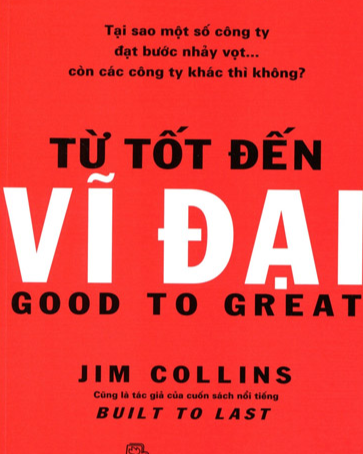 Tại sao một số công ty
đạt bước nhảy vọt...
còn các công ty khác thì không?
TỪ TỐT ĐẾN
VĨ ĐẠI
GOOD TO GREAT
JIM COLLINS
Cũng là tác giả của cuốn sách nổi tiếng
BUILT TO LAST